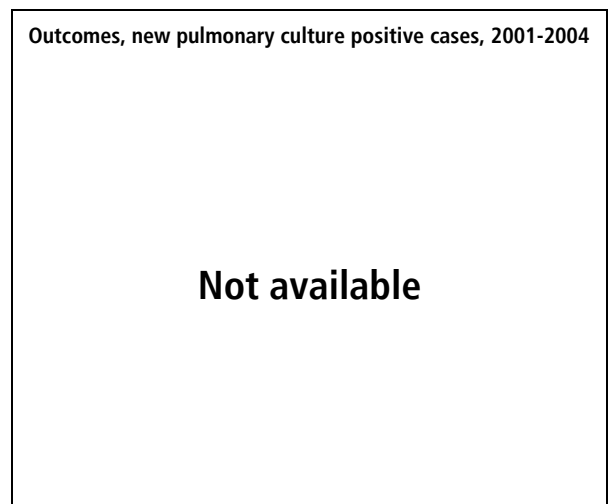 Outcomes, new pulmonary culture positive cases, 2001-2004
Not available